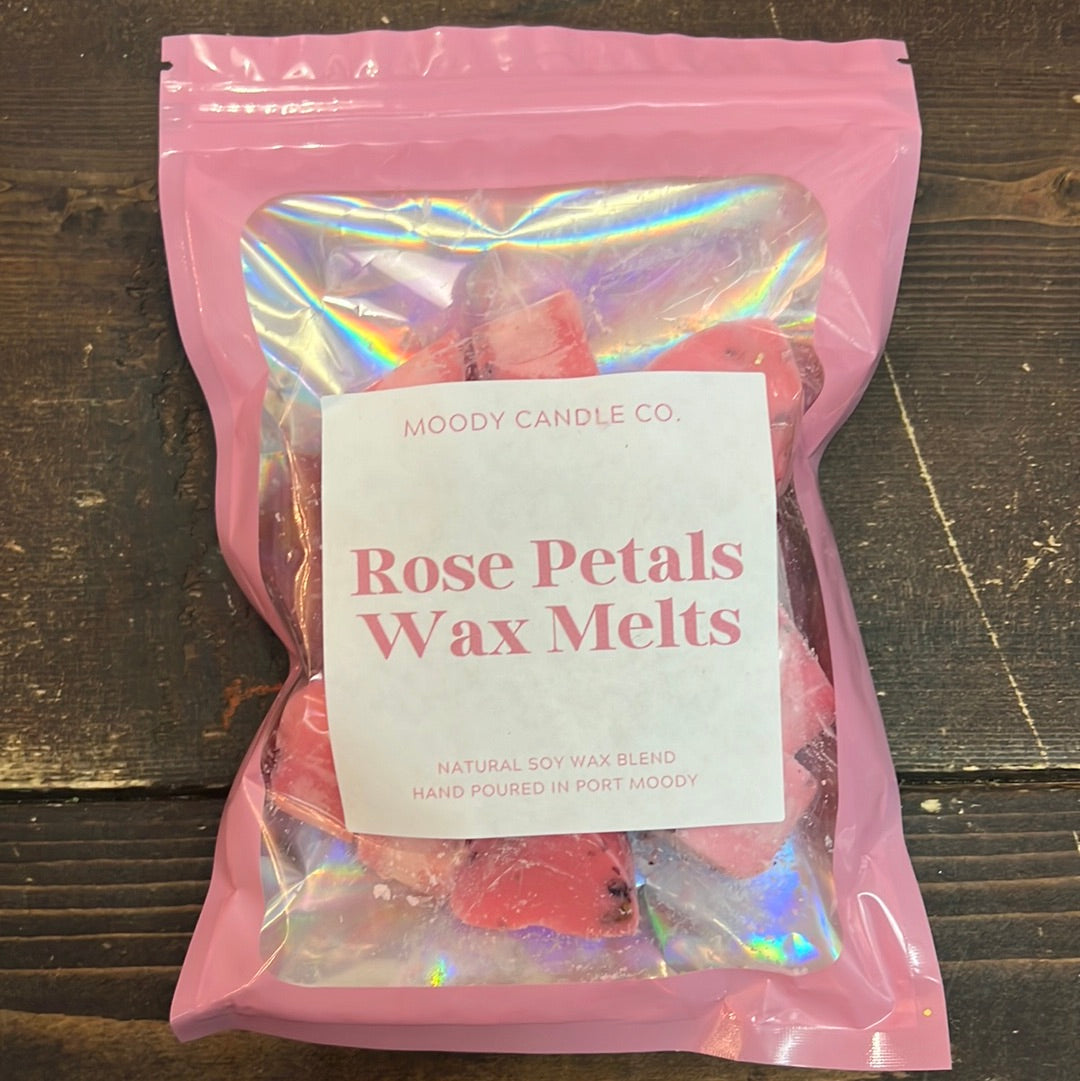 MOODY CANDLE CO.
Rose Petals
Wax Melts
NATURAL SOY WAX BLEND
HAND POURED IN PORT MOODY